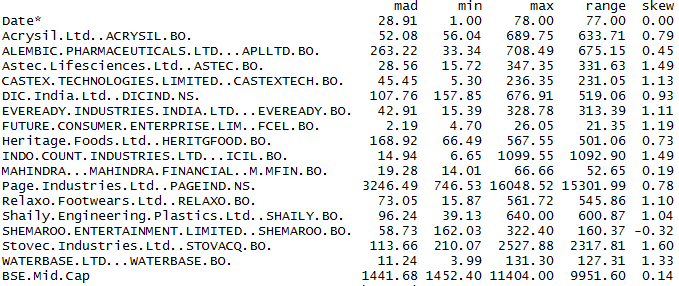 mad min max range skew
Date* 28.91 1.00 78.00 77.00 0.00
Acrysil.Ltd..ACRYSIL.BO. 52.08 56.04 689.75 633.71 0.79
ALEMBIC.PHARMACEUTICALS.LTD...APLLTD.BO. 263.22 33.34 708.49 675.15 0.45
Astec.Lifesciences.Ltd..ASTEC.BO. 28.56 15.72 347.35 331.63 1.49
CASTEX.TECHNOLOGIES.LIMITED..CASTEXTECH.BO. 45.45 5.30 236.35 231.05 1.13
DIC.India.Ltd..DICIND.NS. 107.76 157.85 676.91 519.06 0.93
EVEREADY.INDUSTRIES.INDIA.LTD...EVEREADY.BO. 42.91 15.39 328.78 313.39 1.11
FUTURE.CONSUMER.ENTERPRISE.LIM..FCEL.BO. 2.19 4.70 26.05 21.35 1.19
Heritage.Foods.Ltd..HERITGFOOD.BO. 168.92 66.49 567.55 501.06 0.73
INDO.COUNT.INDUSTRIES.LTD...ICIL.BO. 14.94 6.65 1099.55 1092.90 1.49
MAHINDRA...MAHINDRA.FINANCIAL..M.MFIN.BO. 19.28 14.01 66.66 52.65 0.19
Page.Industries.Ltd..PAGEIND.NS. 3246.49 746.53 16048.52 15301.99 0.78
Relaxo.Footwears.Ltd..RELAXO.BO. 73.05 15.87 561.72 545.86 1.10
Shaily.Engineering.Plastics.Ltd..SHAILY.BO. 96.24 39.13 640.00 600.87 1.04
SHEMAROO.ENTERTAINMENT.LIMITED..SHEMAROO.BO. 58.73 162.03 322.40 160.37 -0.32
Stovec.Industries.Ltd..STOVACQ.BO. 113.66 210.07 2527.88 2317.81 1.60
WATERBASE.LTD...WATERBASE.BO. 11.24 3.99 131.30 127.31 1.33
BSE.Mid.Cap 1441.68 1452.40 11404.00 9951.60 0.14